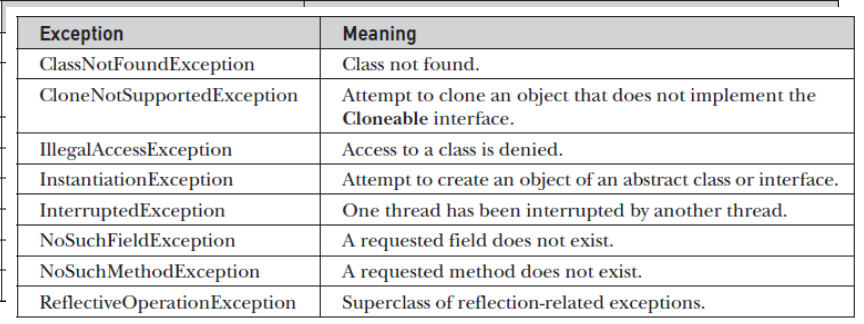 Exception Meaning
ClassNotFoundException Class not found.
CloneNotSupportedException Attempt to clone an object that does not implement the
Cloneable interface.
IllegalAccessException Access to a class is denied.
InstantiationException Attempt to create an object of an abstract class or interface.
InterruptedException One thread has been interrupted by another thread.
NoSuchFieldException A requested field does not exist.
NoSuchMethodException A requested method does not exist.
ReflectiveOperationException Superclass of reflection-related exceptions.